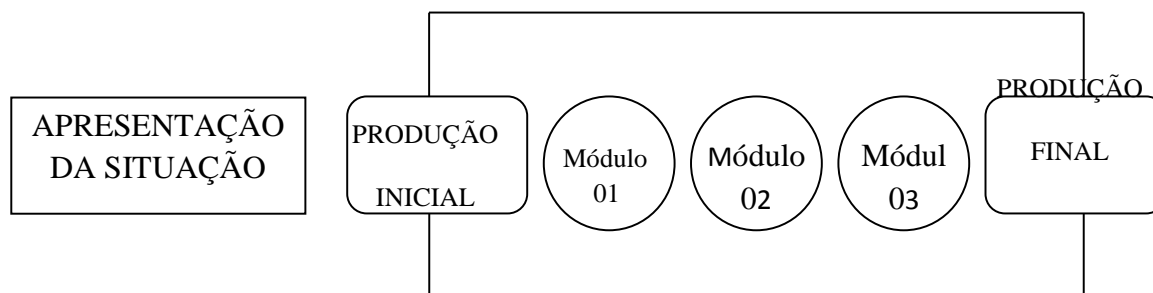 APRESENTAÇÃO
DA SITUAÇÃO
PRODUÇÃO
INICIAL
Módulo
01
Módulo
02
Módul
03
PRODUÇÃO
FINAL